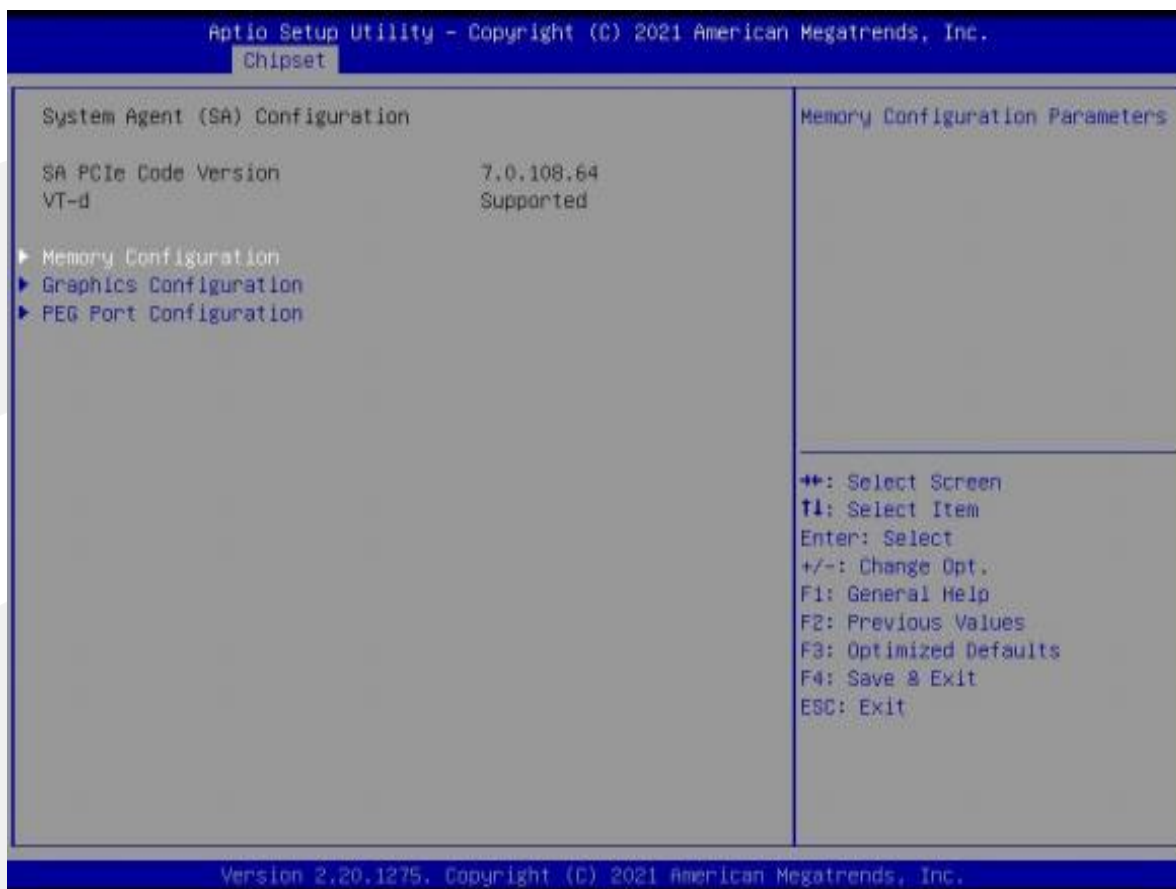 Aptio Setup Utility - Copyright (C) 2021 American Megatrends, Inc.
Chipset
System Agent (SA) Configuration
SA PCIe Code Version 7.0.108.64
VT-d Supported
Memory Configuration
Graphics Configuration
PEG Port Configuration
Memory Configuration Parameters
→←: Select Screen
↑↓: Select Item
Enter: Select
+/-: Change Opt.
F1: General Help
F2: Previous Values
F3: Optimized Defaults
F4: Save & Exit
ESC: Exit
Version 2.20.1275. Copyright (C) 2021 American Megatrends, Inc.